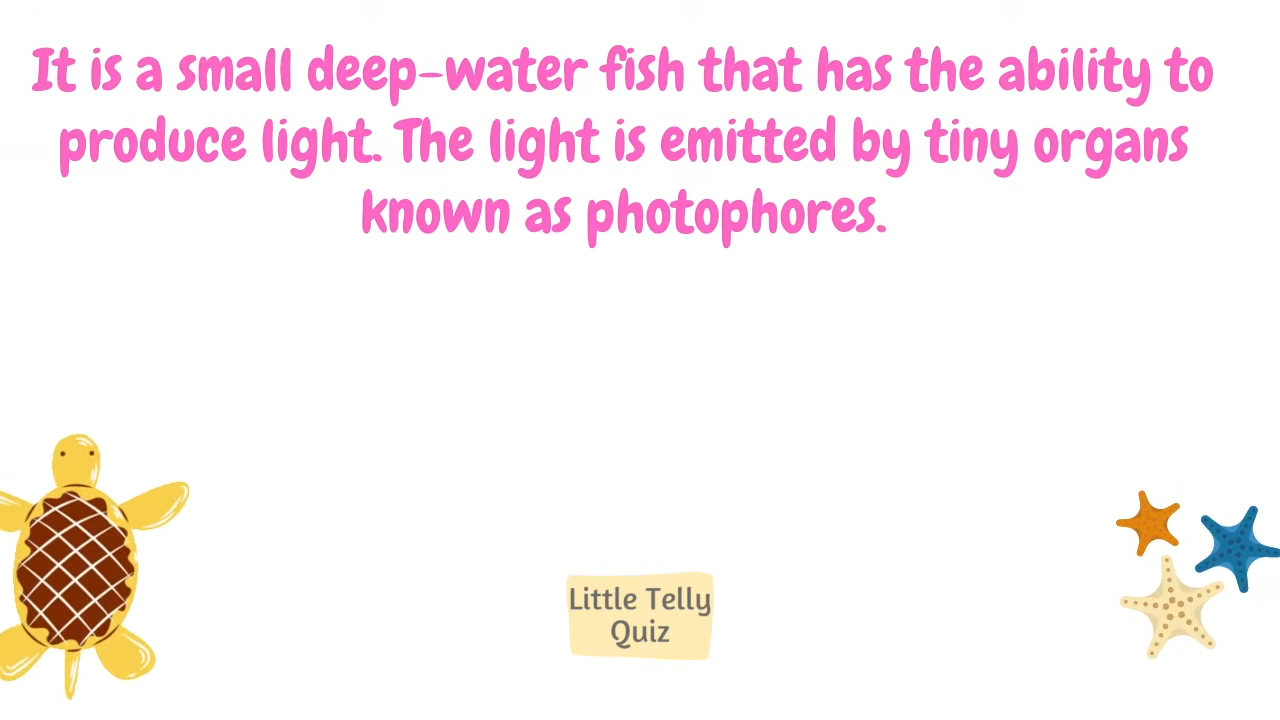 It is a small deep-water fish that has the ability to
produce light. The light is emitted by tiny organs
known as photophores.
Little Telly
Quiz